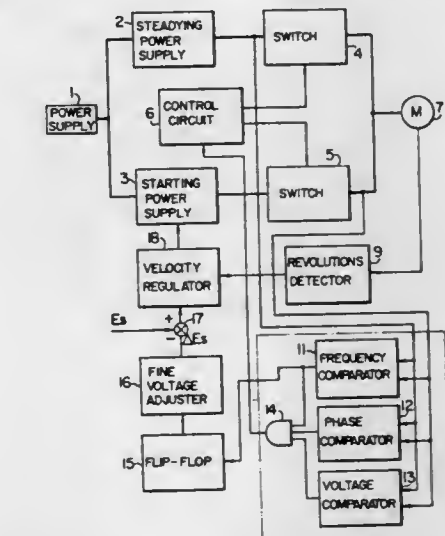 2
STEADYING
POWER
SUPPLY
SWITCH
4
1
POWER
SUPPLY
6
CONTROL
CIRCUIT
M
7
3
STARTING
POWER
SUPPLY
5
SWITCH
18
VELOCITY
REGULATOR
REVOLUTIONS
DETECTOR
9
Es
+
17
−
△Es
16
FINE
VOLTAGE
ADJUSTER
11
FREQUENCY
COMPARATOR
14
12
PHASE
COMPARATOR
15
FLIP-FLOP
13
VOLTAGE
COMPARATOR